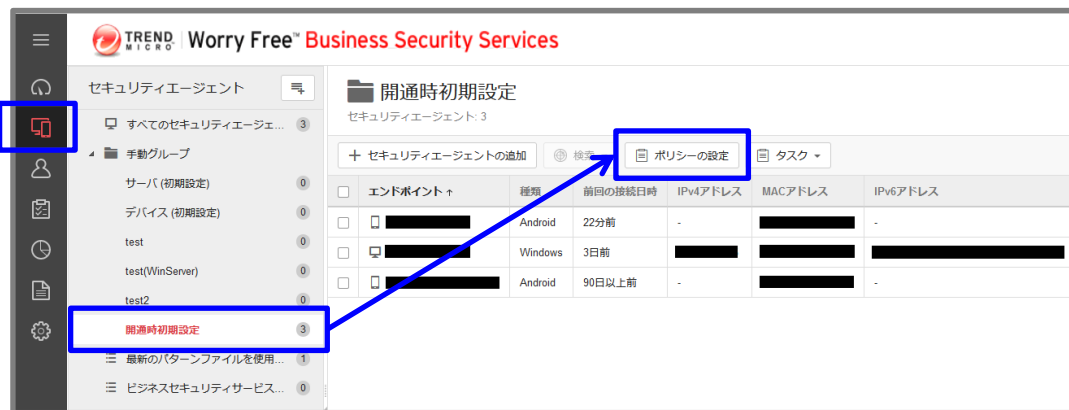 TREND MICRO Worry Free™ Business Security Services
セキュリティエージェント
すべてのセキュリティエージェ... 3
手動グループ
サーバ (初期設定) 0
デバイス (初期設定) 0
test 0
test(WinServer) 0
test2 0
開通時初期設定 3
最新のパターンファイルを使用... 1
ビジネスセキュリティサービス... 0
開通時初期設定
セキュリティエージェント: 3
セキュリティエージェントの追加 検索 ポリシーの設定 タスク
エンドポイント↑ 種類 前回の接続日時 IPv4アドレス MACアドレス IPv6アドレス
Android 22分前 - -
Windows 3日前
Android 90日以上前 - -